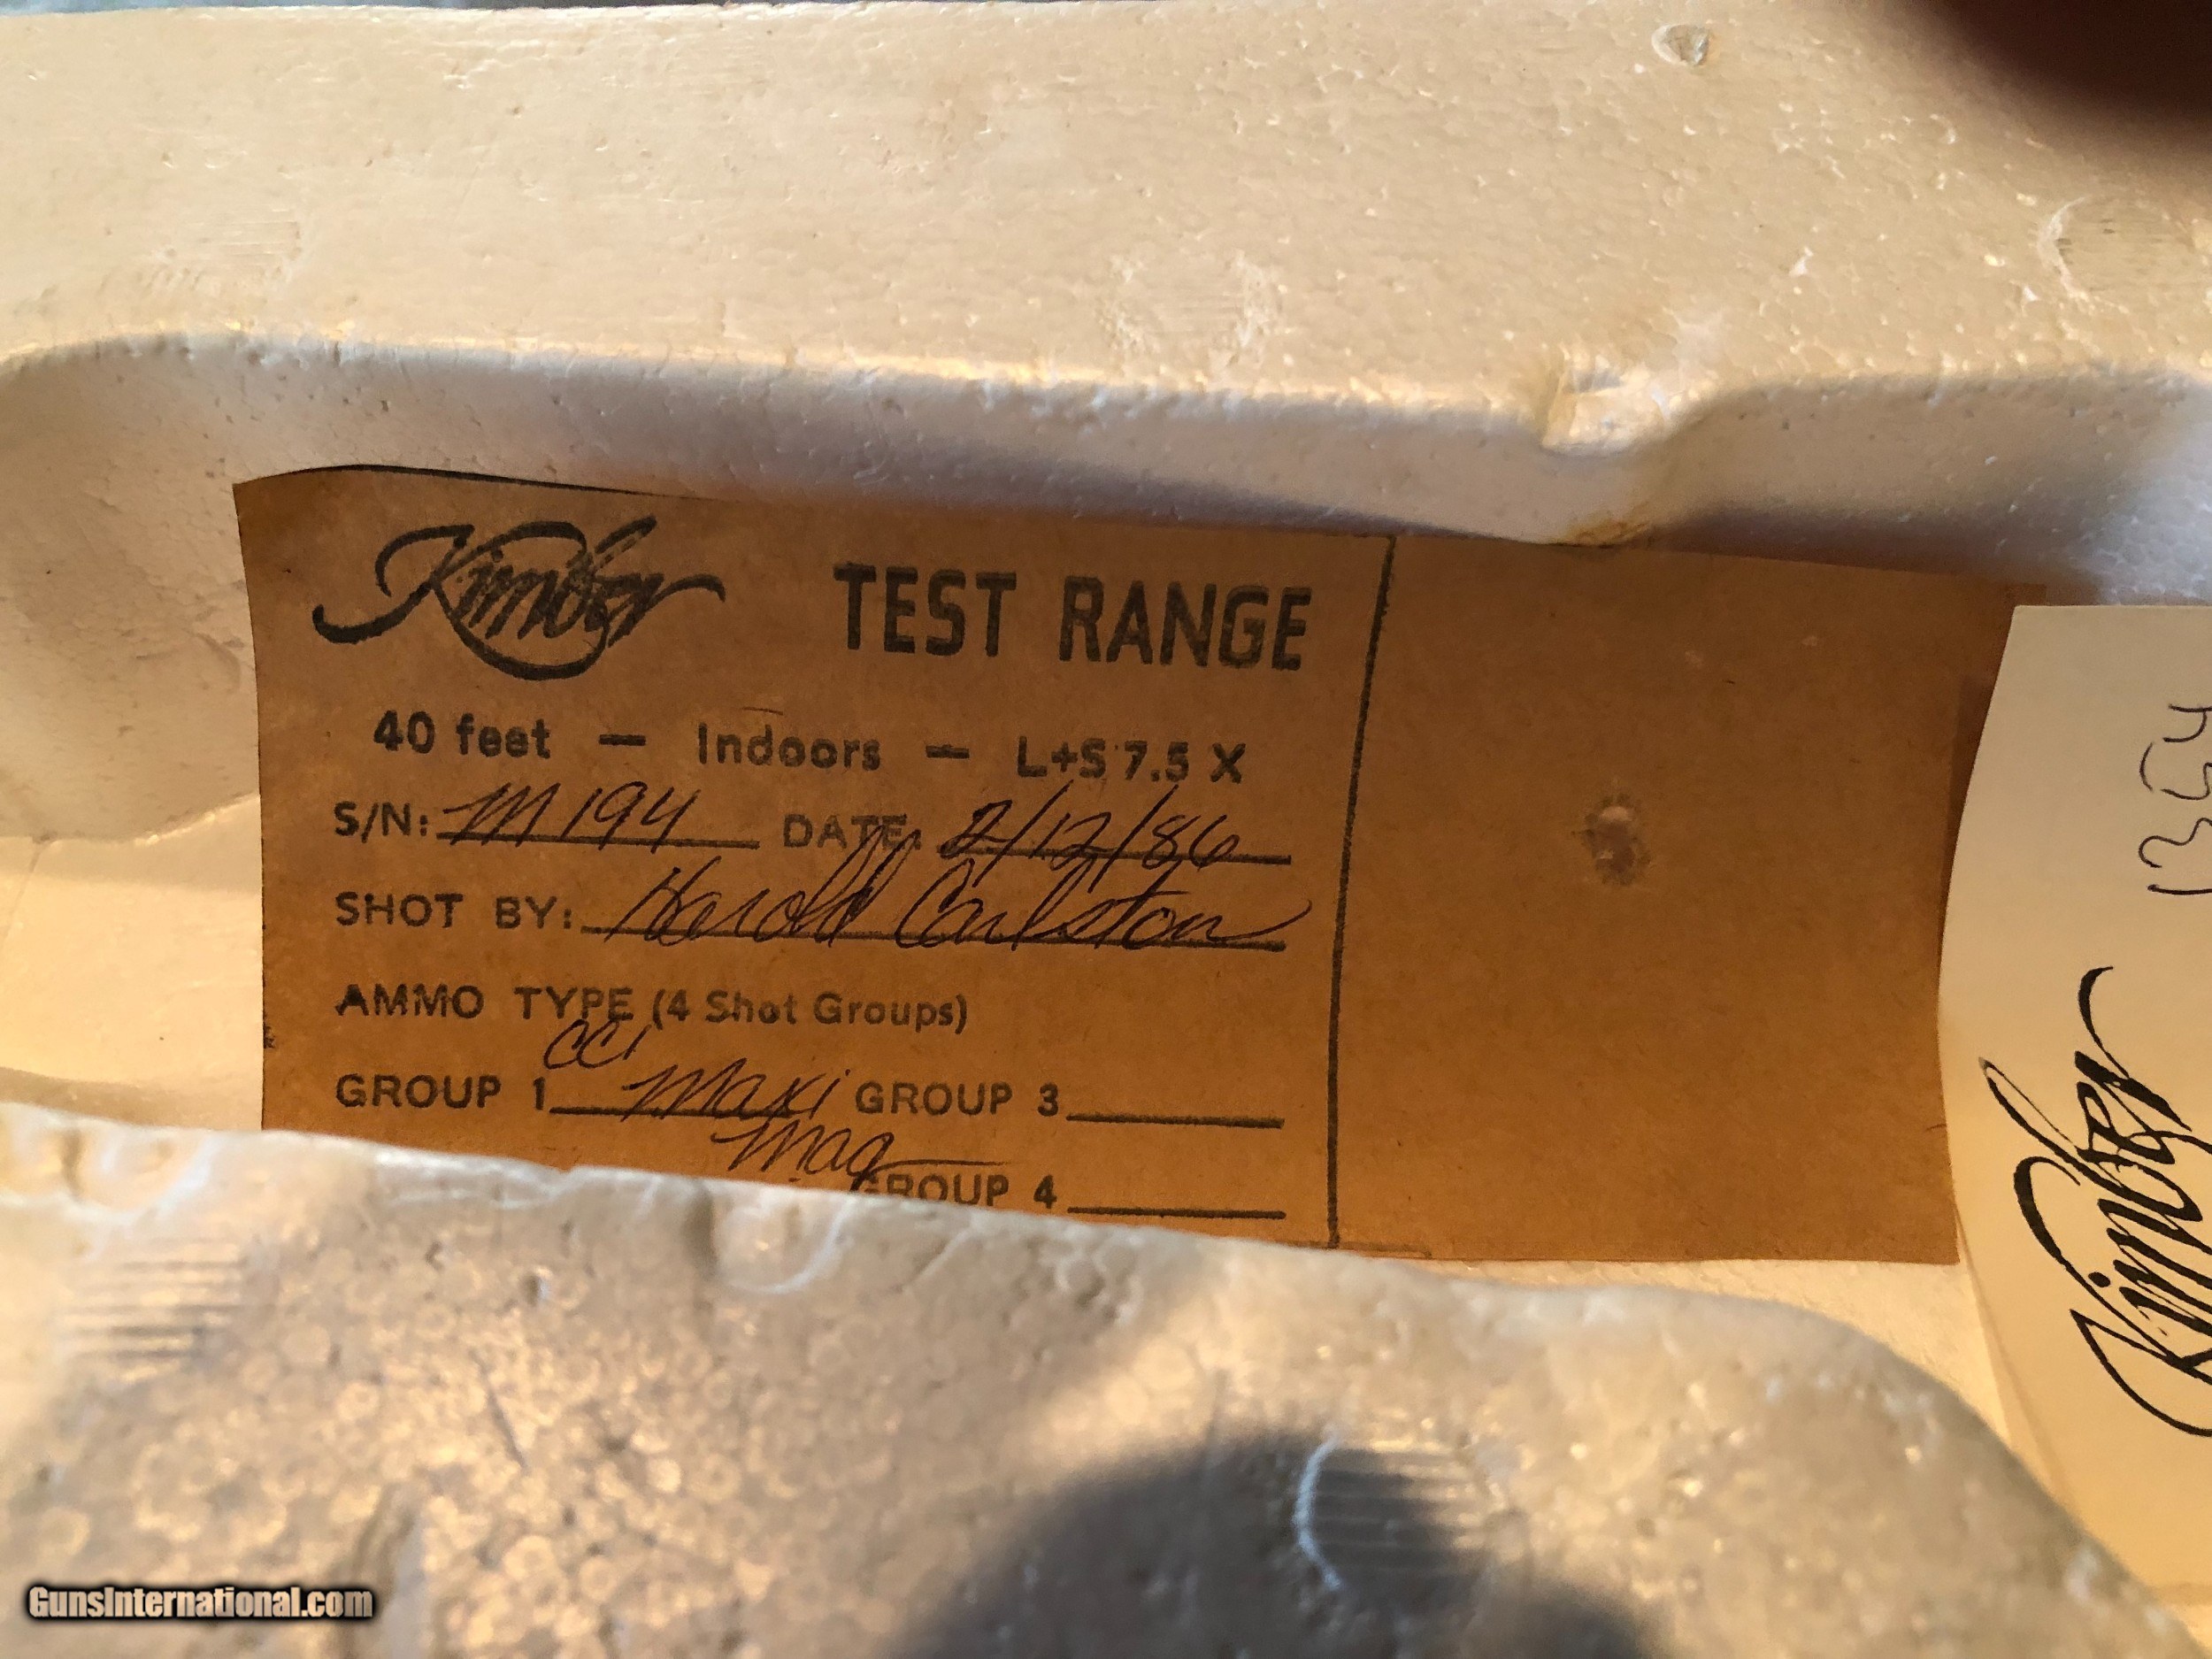 Kimber TEST RANGE
40 feet — Indoors — L+S 7.5 X
S/N: M194 DATE: 2/12/86
SHOT BY: Harold Carlston
AMMO TYPE (4 Shot Groups)
CCI
GROUP 1 Maxi GROUP 3
Mag
GROUP 4
Kimber
GunsInternational.com